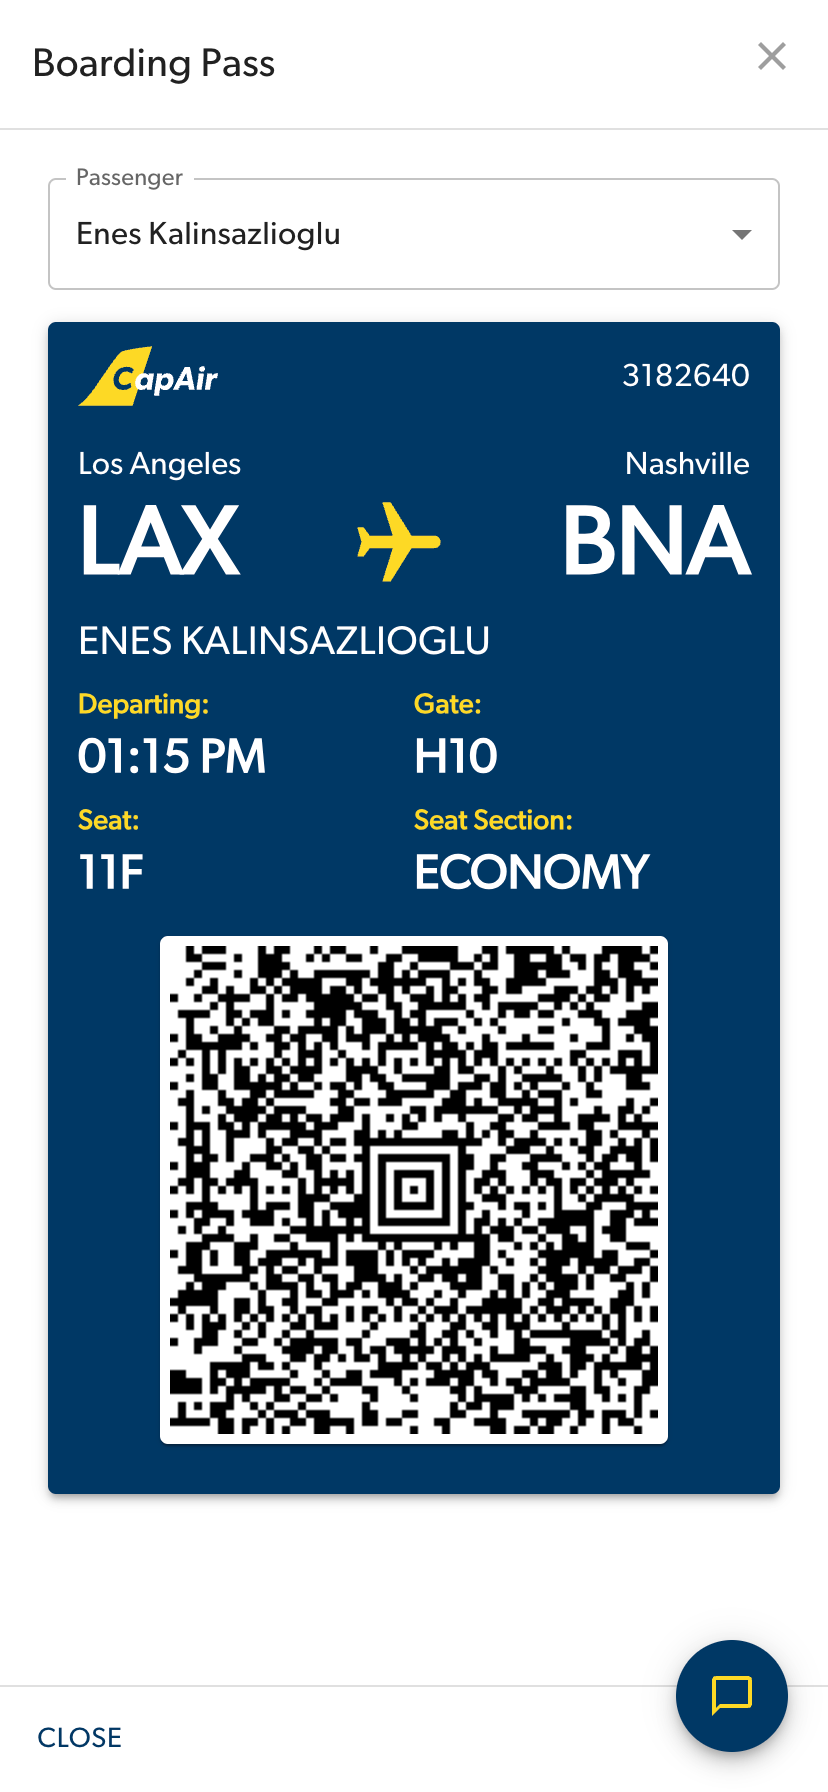 Boarding Pass
Passenger
Enes Kalinsazlioglu
CapAir
3182640
Los Angeles
Nashville
LAX
BNA
ENES KALINSAZLIOGLU
Departing:
Gate:
01:15 PM
H10
Seat:
Seat Section:
11F
ECONOMY
CLOSE